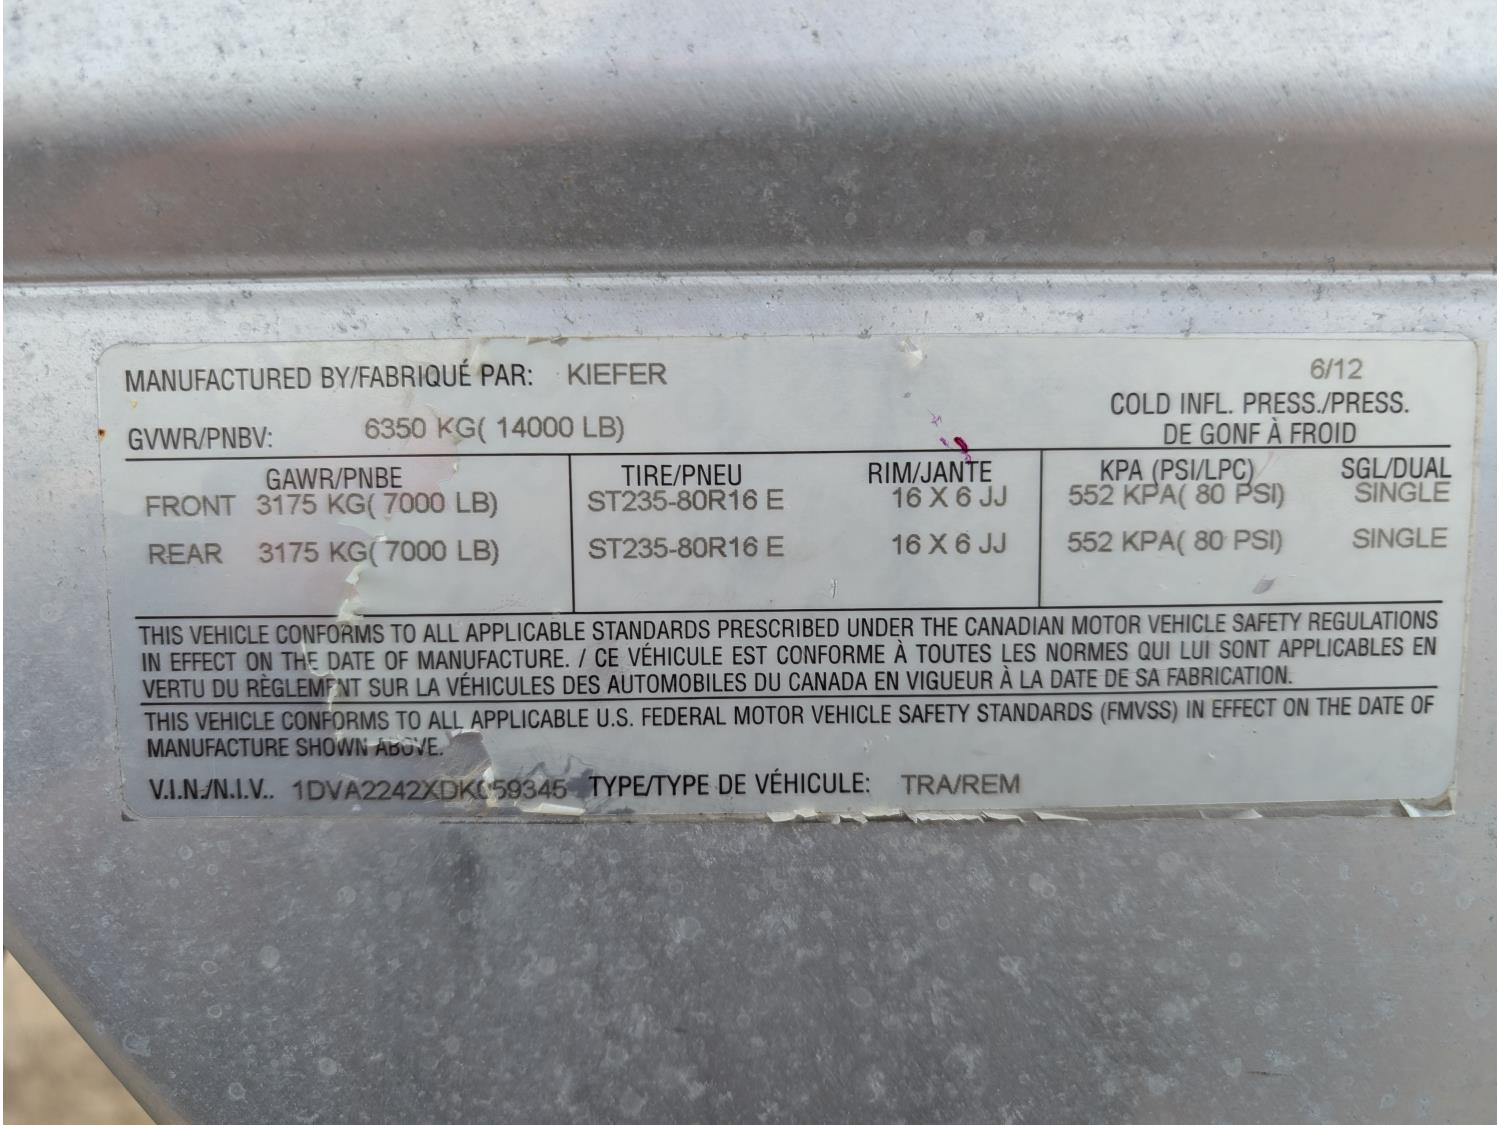 MANUFACTURED BY/FABRIQUÉ PAR: KIEFER 6/12
COLD INFL. PRESS./PRESS.
GVWR/PNBV: 6350 KG( 14000 LB) DE GONF À FROID
GAWR/PNBE TIRE/PNEU RIM/JANTE KPA (PSI/LPC) SGL/DUAL
FRONT 3175 KG( 7000 LB) ST235-80R16 E 16 X 6 JJ 552 KPA( 80 PSI) SINGLE
REAR 3175 KG( 7000 LB) ST235-80R16 E 16 X 6 JJ 552 KPA( 80 PSI) SINGLE
THIS VEHICLE CONFORMS TO ALL APPLICABLE STANDARDS PRESCRIBED UNDER THE CANADIAN MOTOR VEHICLE SAFETY REGULATIONS
IN EFFECT ON THE DATE OF MANUFACTURE. / CE VÉHICULE EST CONFORME À TOUTES LES NORMES QUI LUI SONT APPLICABLES EN
VERTU DU RÈGLEMENT SUR LA VÉHICULES DES AUTOMOBILES DU CANADA EN VIGUEUR À LA DATE DE SA FABRICATION.
THIS VEHICLE CONFORMS TO ALL APPLICABLE U.S. FEDERAL MOTOR VEHICLE SAFETY STANDARDS (FMVSS) IN EFFECT ON THE DATE OF
MANUFACTURE SHOWN ABOVE.
V.I.N./N.I.V.. 1DVA2242XDK059345 TYPE/TYPE DE VÉHICULE: TRA/REM